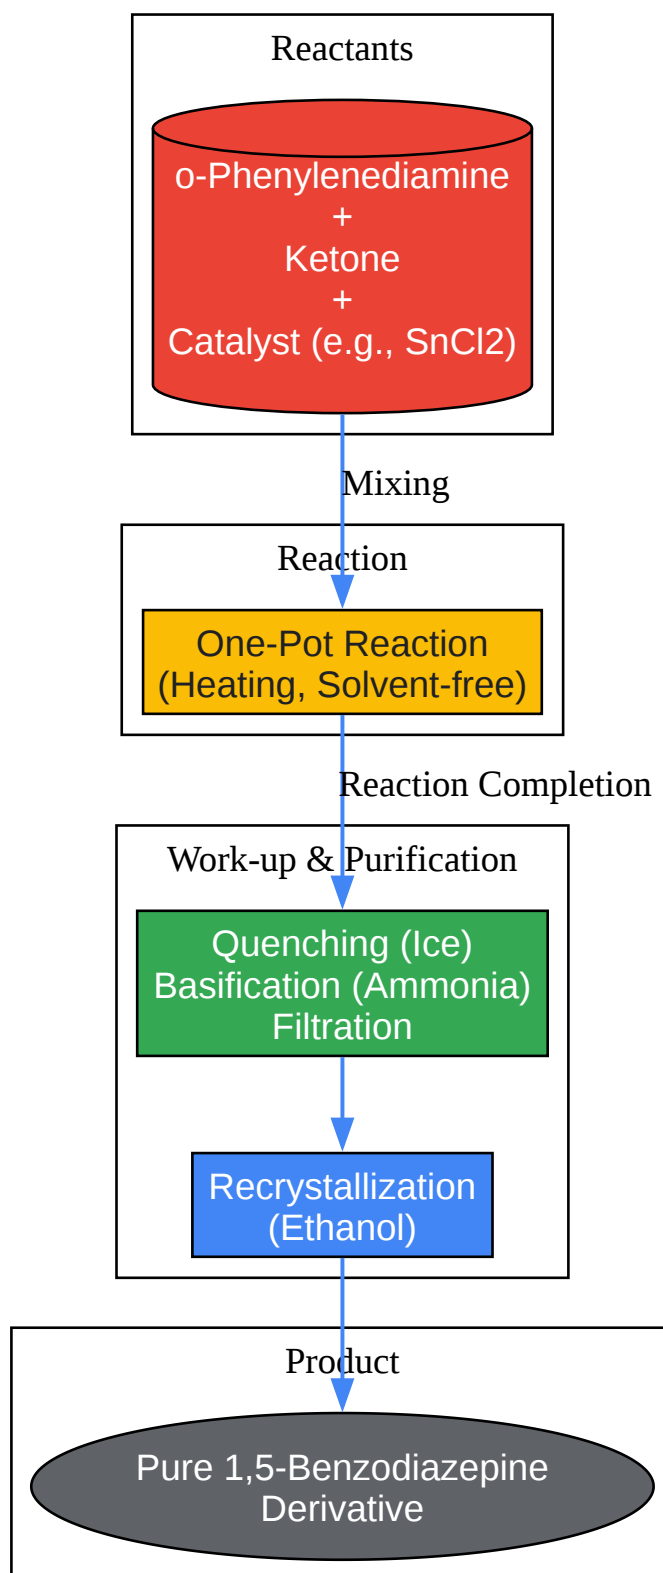 Reactants
o-Phenylenediamine
+
Ketone
+
Catalyst (e.g., SnCl2)
Mixing
Reaction
One-Pot Reaction
(Heating, Solvent-free)
Reaction Completion
Work-up & Purification
Quenching (Ice)
Basification (Ammonia)
Filtration
Recrystallization
(Ethanol)
Product
Pure 1,5-Benzodiazepine
Derivative